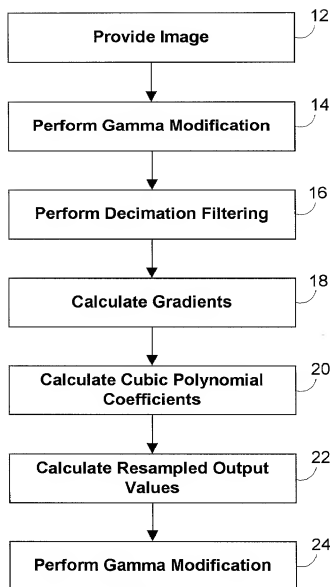 12
Provide Image
14
Perform Gamma Modification
16
Perform Decimation Filtering
18
Calculate Gradients
20
Calculate Cubic Polynomial
Coefficients
22
Calculate Resampled Output
Values
24
Perform Gamma Modification